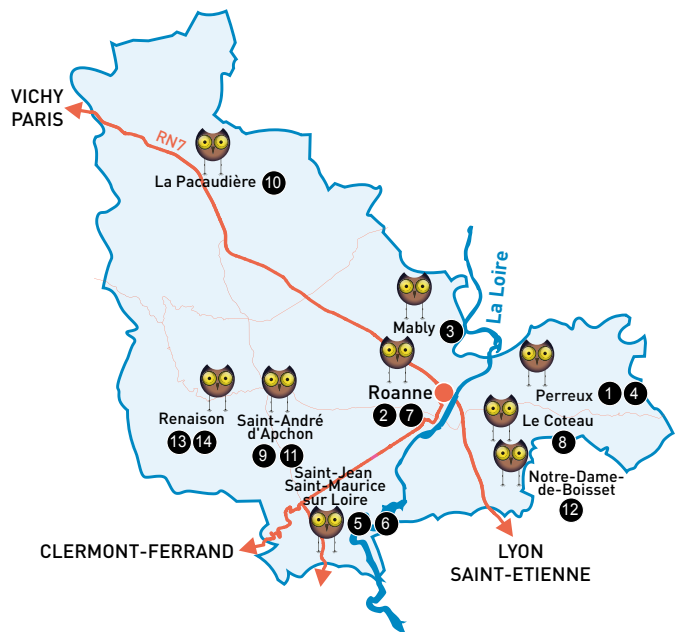 VICHY
PARIS
RN7
La Pacaudière 10
La Loire
Mably 3
Roanne
2 7
Perreux 1 4
Le Coteau
8
Renaison
13 14
Saint-André
d'Apchon
9 11
Notre-Dame-
de-Boisset
12
Saint-Jean
Saint-Maurice
sur Loire
5 6
CLERMONT-FERRAND
LYON
SAINT-ETIENNE